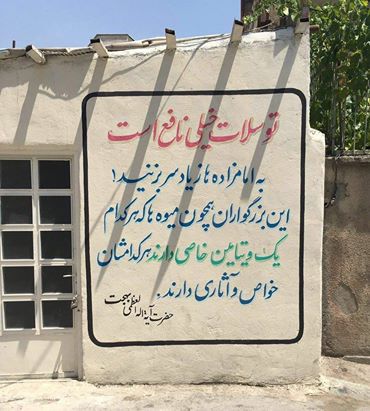 توسلات خیلی نافع است
به امامزاده ها زیاد سر بزنید!
این بزرگواران همچون میوه ها که هر کدام
یک ویتامین خاصی دارند هر کدامشان
خواص و آثاری دارند.
حضرت آیة الله العظمی بهجت